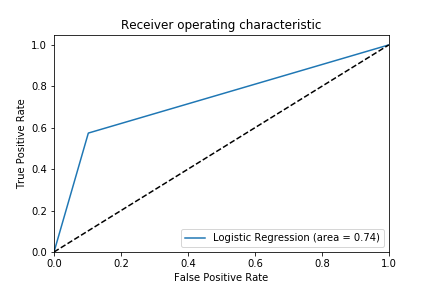 Receiver operating characteristic
True Positive Rate
1.0
0.8
0.6
0.4
0.2
0.0
Logistic Regression (area = 0.74)
0.0 0.2 0.4 0.6 0.8 1.0
False Positive Rate